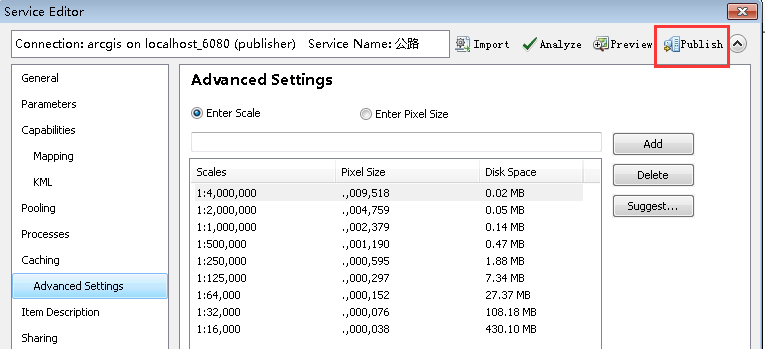 Service Editor
Connection: arcgis on localhost_6080 (publisher) Service Name: 公路 Import Analyze Preview Publish
General
Parameters
Capabilities
Mapping
KML
Pooling
Processes
Caching
Advanced Settings
Item Description
Sharing
Advanced Settings
Enter Scale Enter Pixel Size
Add
Delete
Suggest...
Scales Pixel Size Disk Space
1:4,000,000 .,009,518 0.02 MB
1:2,000,000 .,004,759 0.05 MB
1:1,000,000 .,002,379 0.14 MB
1:500,000 .,001,190 0.47 MB
1:250,000 .,000,595 1.88 MB
1:125,000 .,000,297 7.34 MB
1:64,000 .,000,152 27.37 MB
1:32,000 .,000,076 108.18 MB
1:16,000 .,000,038 430.10 MB